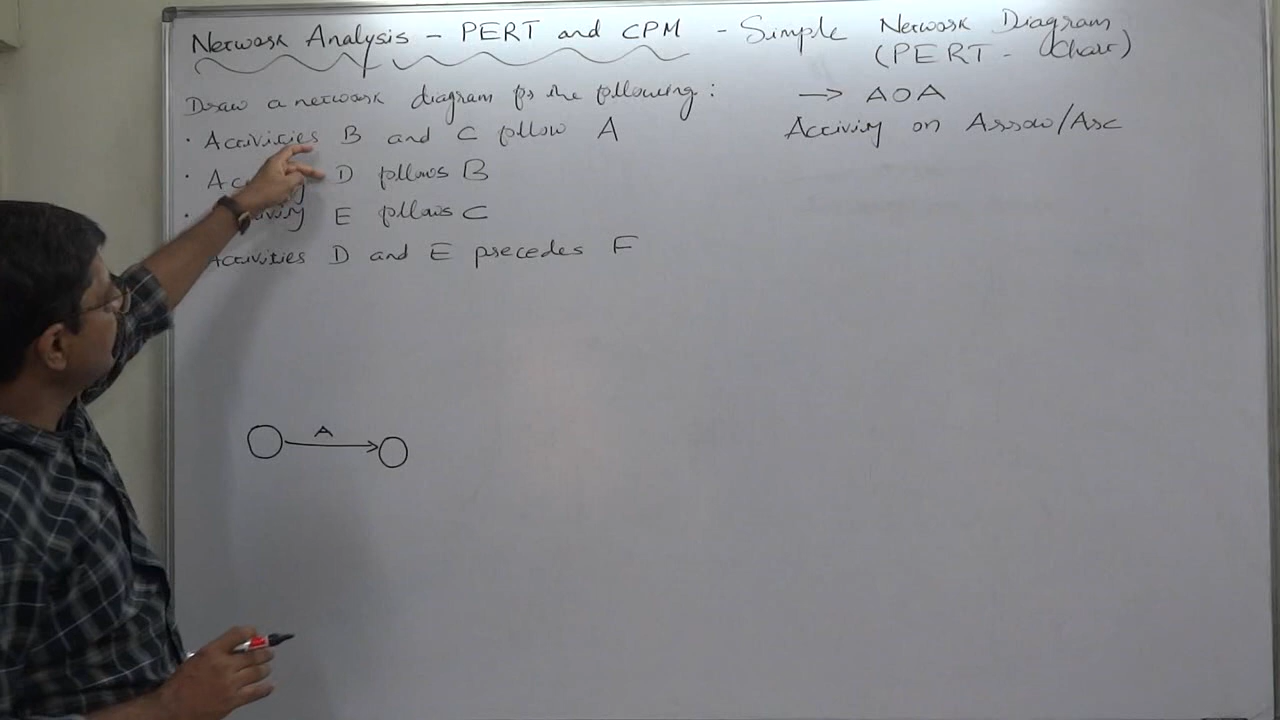 Network Analysis - PERT and CPM - Simple Network Diagram
(PERT - Chart)
Draw a network diagram for the following :
→ AOA
• Activities B and C follow A
Activity on Arrow/Arc
• Activity D follows B
• Activity E follows C
Activities D and E precedes F
A